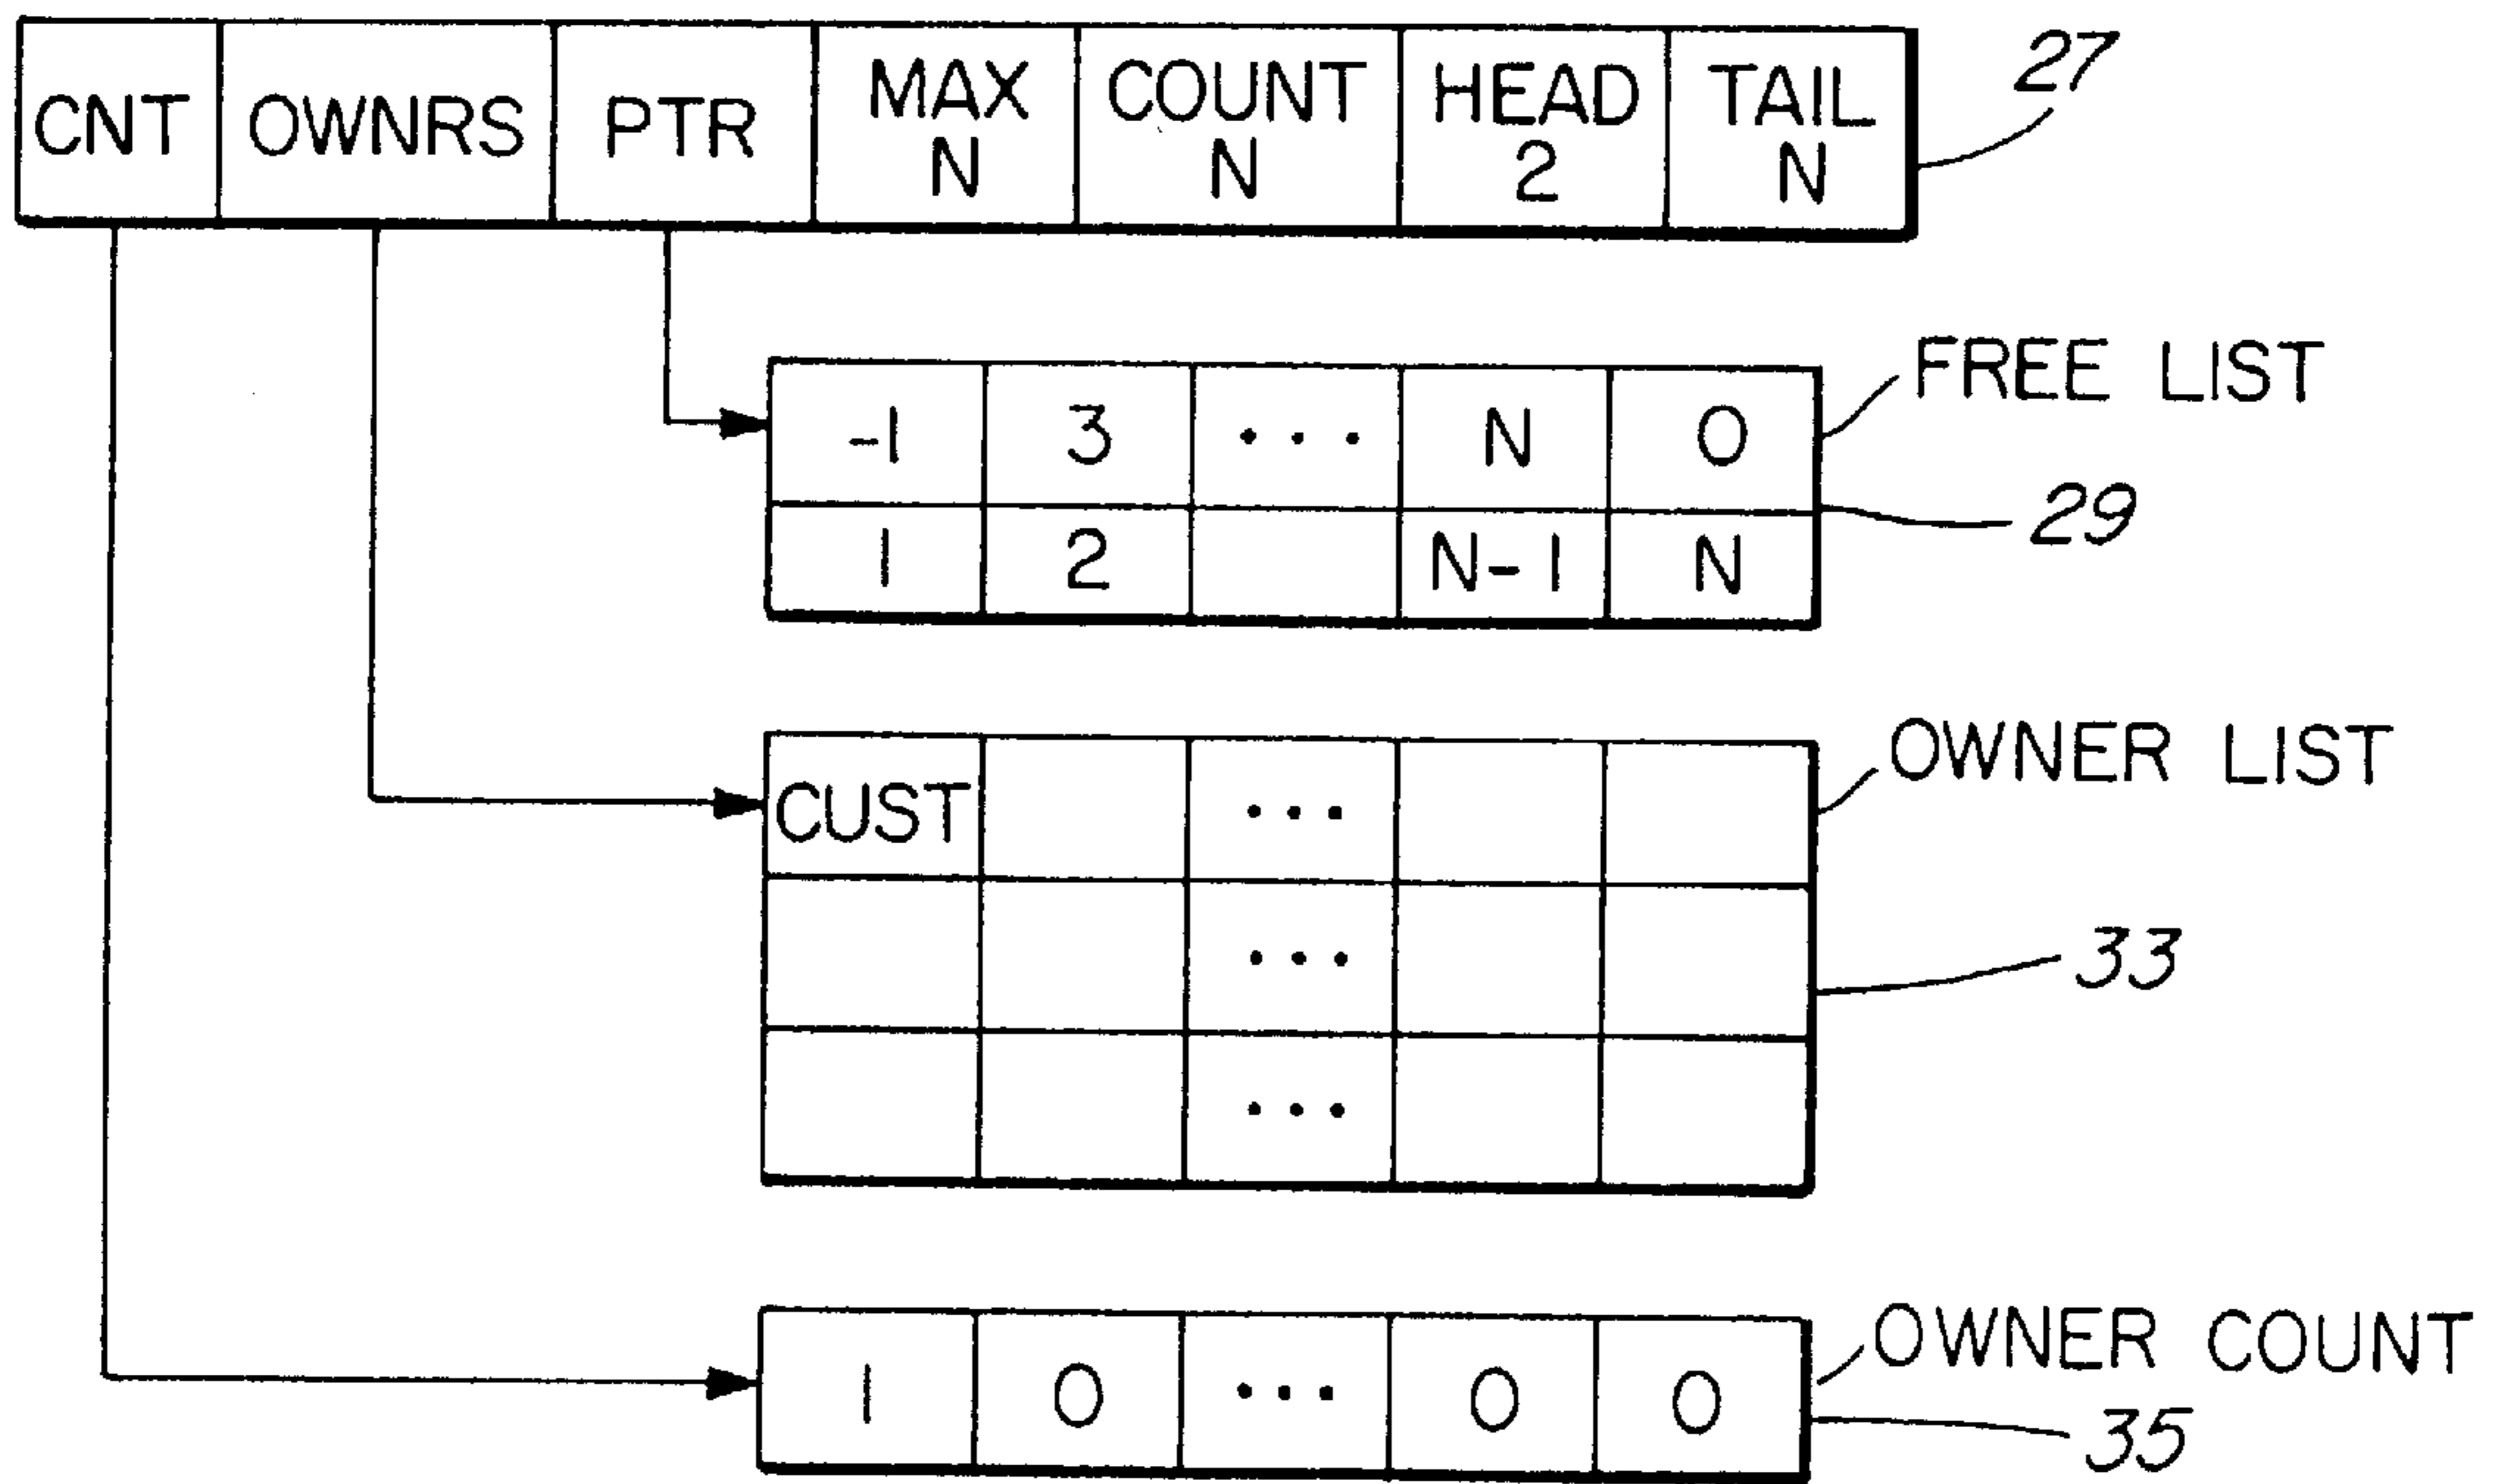 CNT OWNRS PTR MAX N COUNT N HEAD 2 TAIL N
27
FREE LIST
-1 3 ... N 0
1 2 N-1 N
29
OWNER LIST
CUST ...
...
33
...
OWNER COUNT
1 0 ... 0 0
35